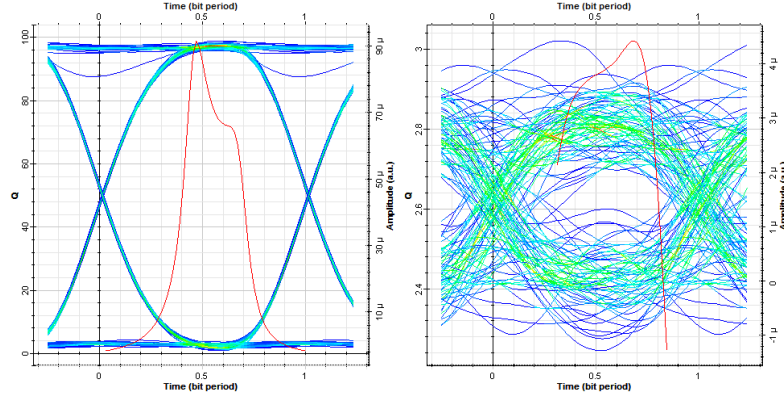 Time (bit period)
0 0.5 1
100
80
60
40
20
0
Q
90 µ
70 µ
50 µ
30 µ
10 µ
Amplitude (a.u.)
0 0.5 1
Time (bit period)
Time (bit period)
0 0.5 1
3
2.8
2.6
2.4
Q
4 µ
3 µ
2 µ
1 µ
0
-1 µ
Amplitude (a.u.)
0 0.5 1
Time (bit period)